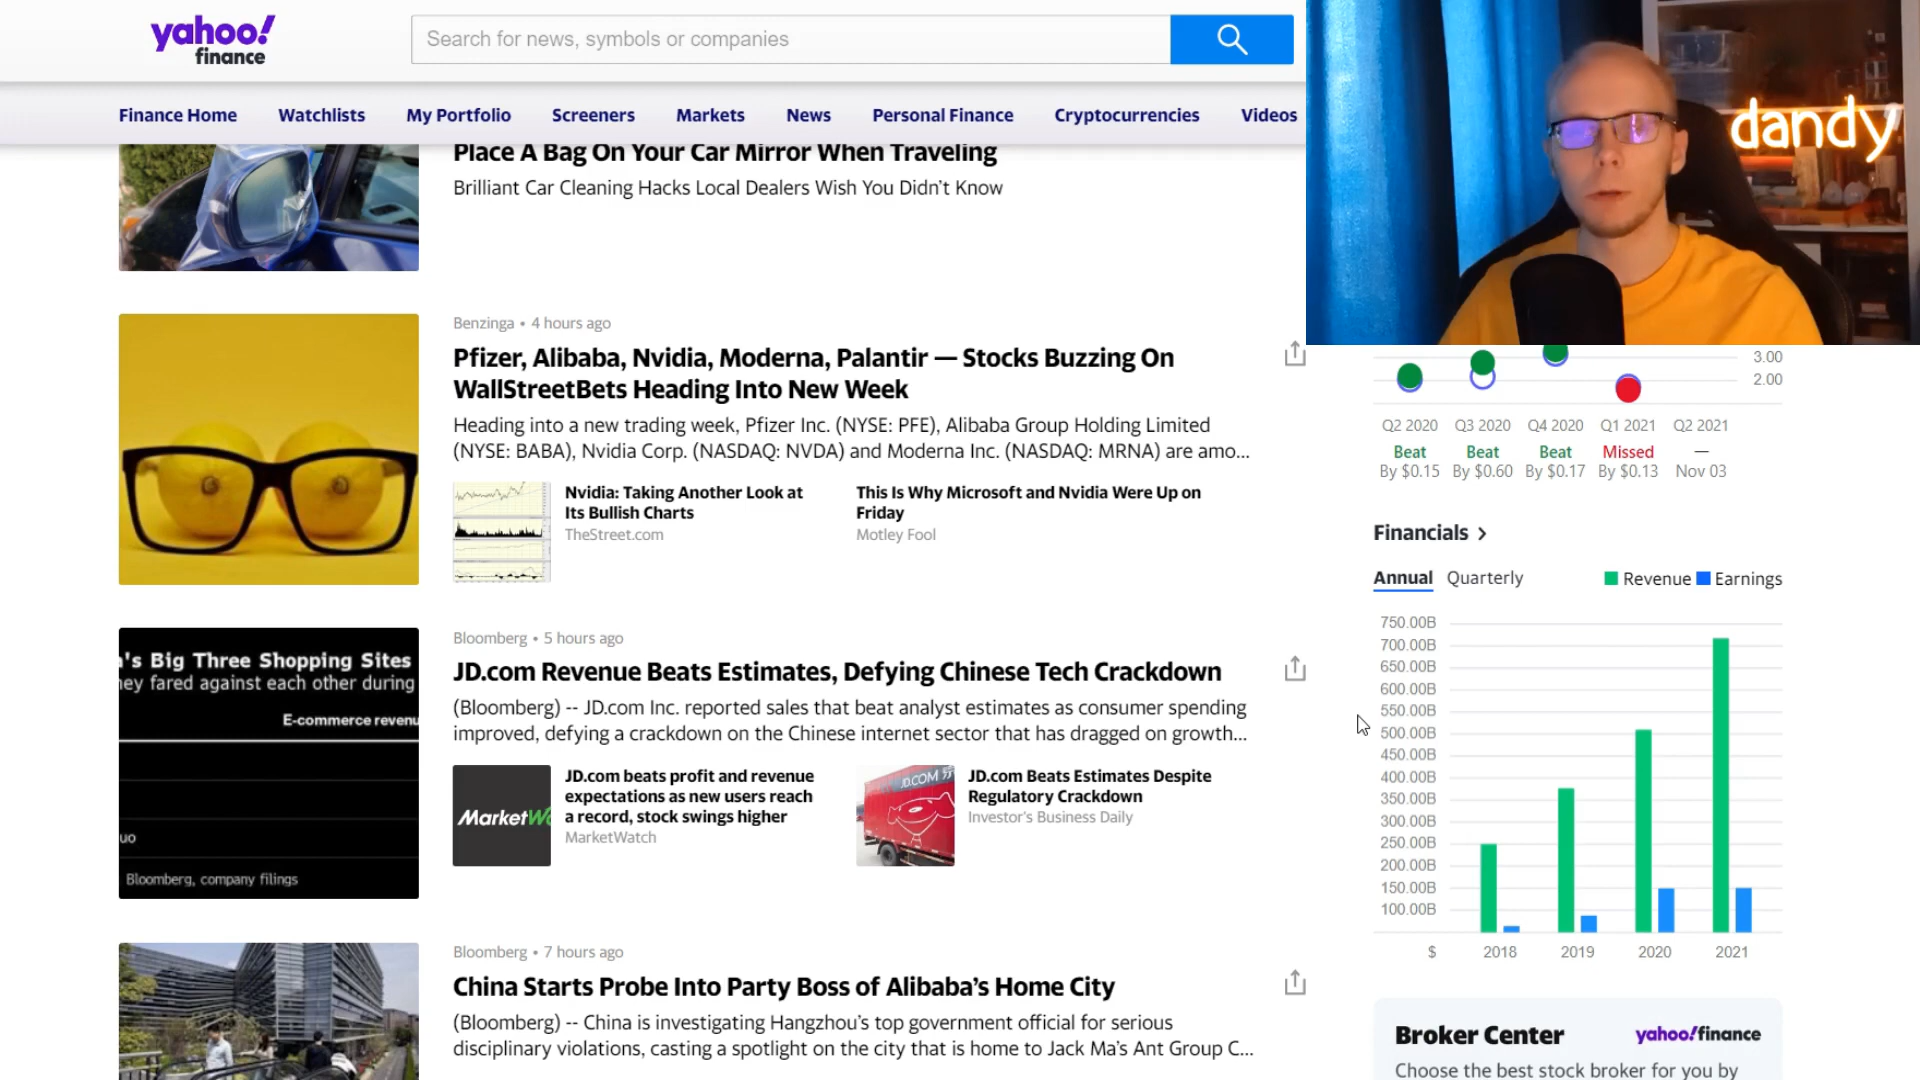 yahoo!
finance
Search for news, symbols or companies
dandy
Finance Home Watchlists My Portfolio Screeners Markets News Personal Finance Cryptocurrencies Videos
Place A Bag On Your Car Mirror When Traveling
Brilliant Car Cleaning Hacks Local Dealers Wish You Didn't Know
Benzinga • 4 hours ago
Pfizer, Alibaba, Nvidia, Moderna, Palantir — Stocks Buzzing On
WallStreetBets Heading Into New Week
Heading into a new trading week, Pfizer Inc. (NYSE: PFE), Alibaba Group Holding Limited
(NYSE: BABA), Nvidia Corp. (NASDAQ: NVDA) and Moderna Inc. (NASDAQ: MRNA) are amo...
Nvidia: Taking Another Look at
Its Bullish Charts
TheStreet.com
This Is Why Microsoft and Nvidia Were Up on
Friday
Motley Fool
's Big Three Shopping Sites
ey fared against each other during
E-commerce revenu
uo
Bloomberg, company filings
Bloomberg • 5 hours ago
JD.com Revenue Beats Estimates, Defying Chinese Tech Crackdown
(Bloomberg) -- JD.com Inc. reported sales that beat analyst estimates as consumer spending
improved, defying a crackdown on the Chinese internet sector that has dragged on growth...
MarketW
JD.com beats profit and revenue
expectations as new users reach
a record, stock swings higher
MarketWatch
JD.COM
JD.com Beats Estimates Despite
Regulatory Crackdown
Investor's Business Daily
Bloomberg • 7 hours ago
China Starts Probe Into Party Boss of Alibaba's Home City
(Bloomberg) -- China is investigating Hangzhou's top government official for serious
disciplinary violations, casting a spotlight on the city that is home to Jack Ma's Ant Group C...
3.00
2.00
Q2 2020 Q3 2020 Q4 2020 Q1 2021 Q2 2021
Beat Beat Beat Missed —
By $0.15 By $0.60 By $0.17 By $0.13 Nov 03
Financials >
Annual Quarterly Revenue Earnings
750.00B
700.00B
650.00B
600.00B
550.00B
500.00B
450.00B
400.00B
350.00B
300.00B
250.00B
200.00B
150.00B
100.00B
$ 2018 2019 2020 2021
Broker Center yahoo!finance
Choose the best stock broker for you by